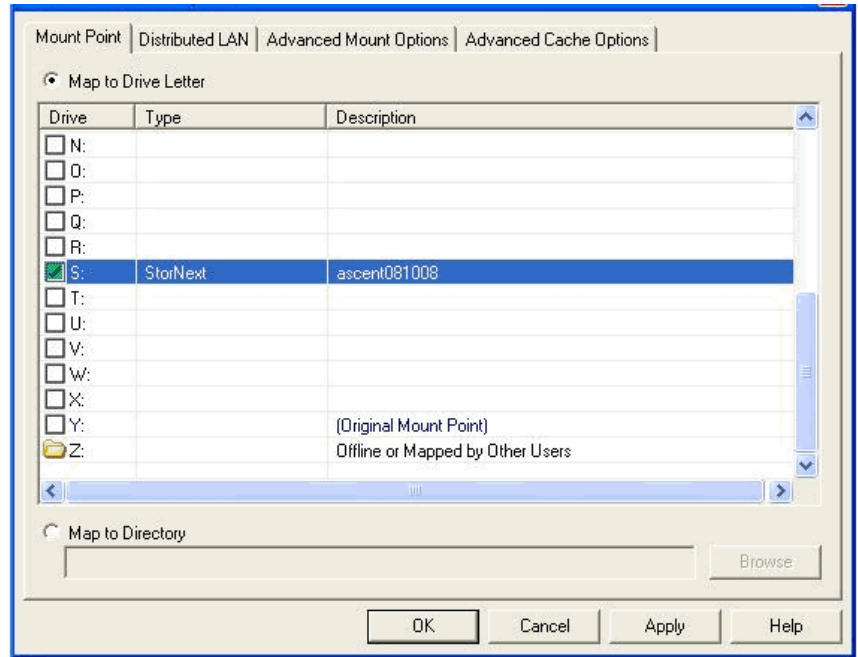 Mount Point Distributed LAN Advanced Mount Options Advanced Cache Options
Map to Drive Letter
Drive Type Description
N:
O:
P:
Q:
R:
S: StorNext ascent081008
T:
U:
V:
W:
X:
Y: (Original Mount Point)
Z: Offline or Mapped by Other Users
Map to Directory
Browse
OK Cancel Apply Help